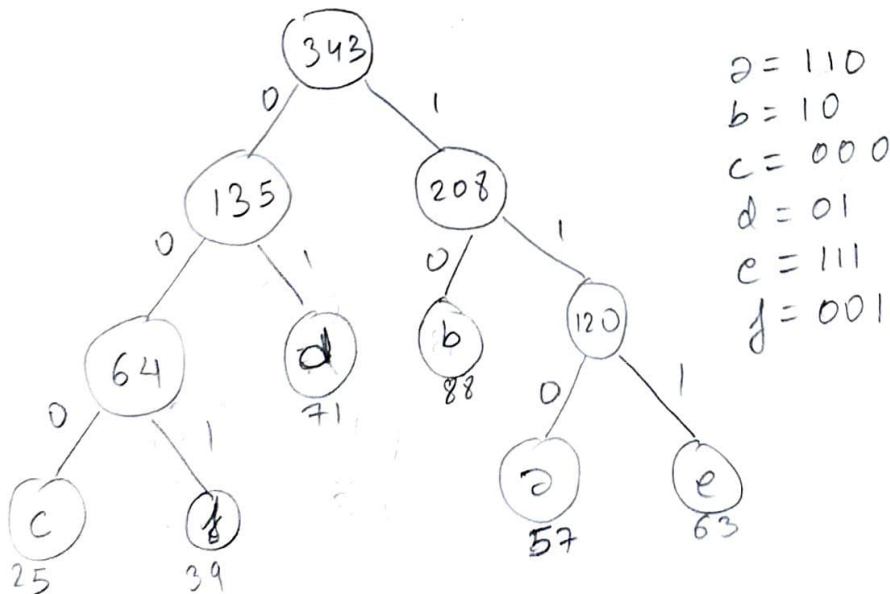 343
0 1
135 208
0 1 0 1
64 d b 120
71 88
0 1 0 1
c f a e
25 39 57 63
a = 110
b = 10
c = 000
d = 01
e = 111
f = 001